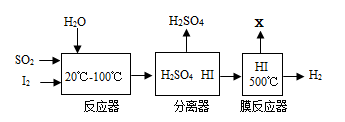 H₂O
H₂SO₄
X
SO₂
I₂
20℃-100℃
H₂SO₄ HI
HI
500℃
H₂
反应器
分离器
膜反应器